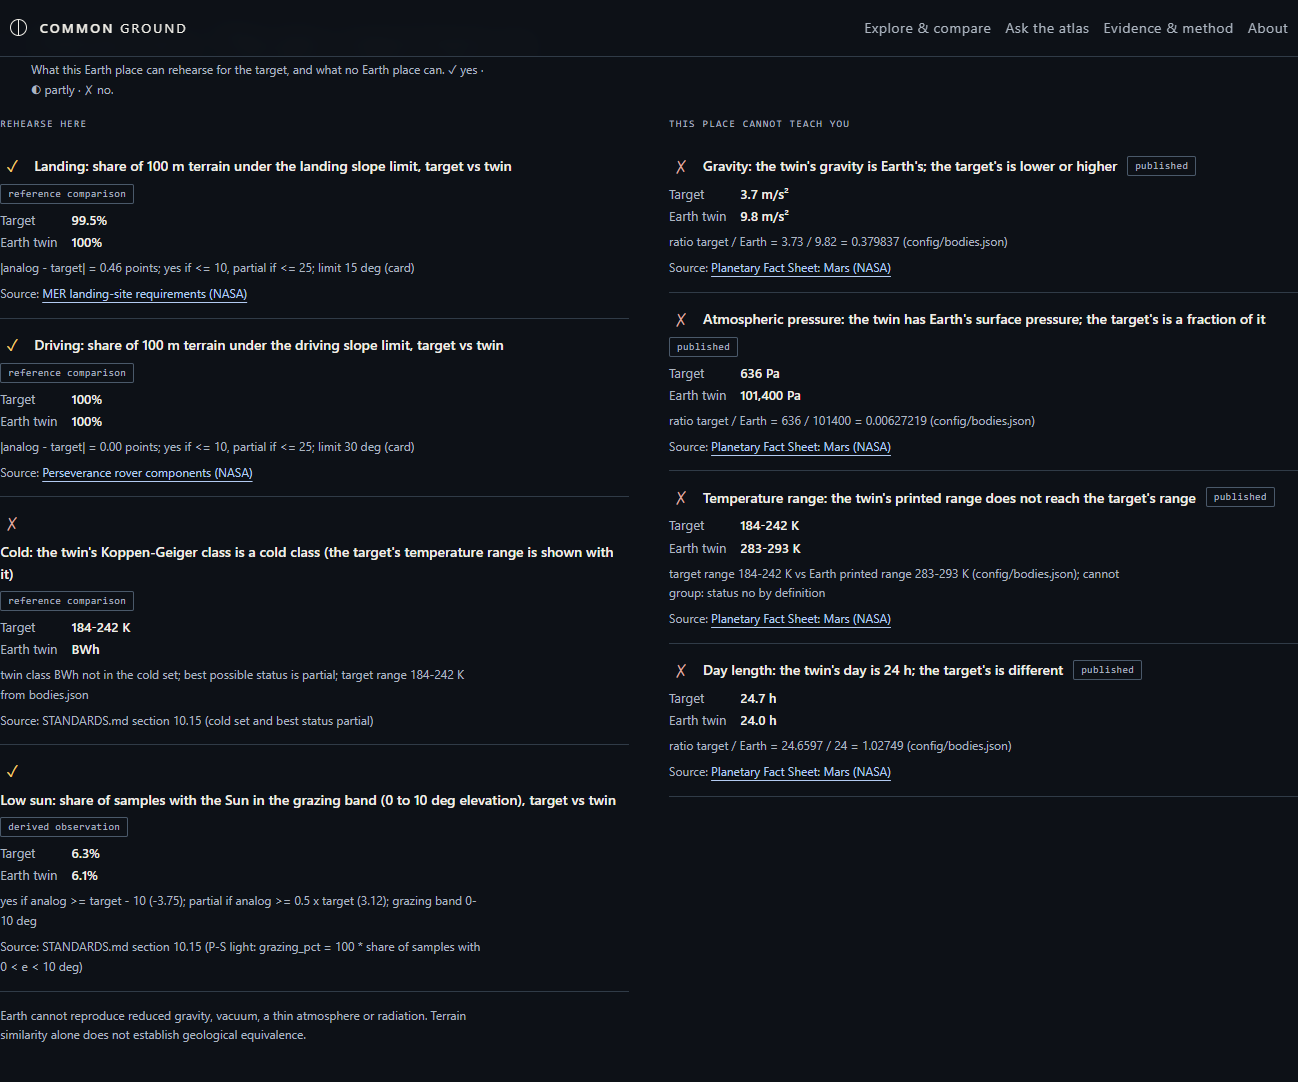 COMMON GROUND
Explore & compare Ask the atlas Evidence & method About
What this Earth place can rehearse for the target, and what no Earth place can. ✓ yes ·
◐ partly · ✗ no.
REHEARSE HERE
✓ Landing: share of 100 m terrain under the landing slope limit, target vs twin
reference comparison
Target 99.5%
Earth twin 100%
|analog - target| = 0.46 points; yes if <= 10, partial if <= 25; limit 15 deg (card)
Source: MER landing-site requirements (NASA)
✓ Driving: share of 100 m terrain under the driving slope limit, target vs twin
reference comparison
Target 100%
Earth twin 100%
|analog - target| = 0.00 points; yes if <= 10, partial if <= 25; limit 30 deg (card)
Source: Perseverance rover components (NASA)
✗
Cold: the twin's Koppen-Geiger class is a cold class (the target's temperature range is shown with
it)
reference comparison
Target 184-242 K
Earth twin BWh
twin class BWh not in the cold set; best possible status is partial; target range 184-242 K
from bodies.json
Source: STANDARDS.md section 10.15 (cold set and best status partial)
✓
Low sun: share of samples with the Sun in the grazing band (0 to 10 deg elevation), target vs twin
derived observation
Target 6.3%
Earth twin 6.1%
yes if analog >= target - 10 (-3.75); partial if analog >= 0.5 x target (3.12); grazing band 0-
10 deg
Source: STANDARDS.md section 10.15 (P-S light: grazing_pct = 100 * share of samples with
0 < e < 10 deg)
Earth cannot reproduce reduced gravity, vacuum, a thin atmosphere or radiation. Terrain
similarity alone does not establish geological equivalence.
THIS PLACE CANNOT TEACH YOU
✗ Gravity: the twin's gravity is Earth's; the target's is lower or higher published
Target 3.7 m/s²
Earth twin 9.8 m/s²
ratio target / Earth = 3.73 / 9.82 = 0.379837 (config/bodies.json)
Source: Planetary Fact Sheet: Mars (NASA)
✗ Atmospheric pressure: the twin has Earth's surface pressure; the target's is a fraction of it
published
Target 636 Pa
Earth twin 101,400 Pa
ratio target / Earth = 636 / 101400 = 0.00627219 (config/bodies.json)
Source: Planetary Fact Sheet: Mars (NASA)
✗ Temperature range: the twin's printed range does not reach the target's range published
Target 184-242 K
Earth twin 283-293 K
target range 184-242 K vs Earth printed range 283-293 K (config/bodies.json); cannot
group: status no by definition
Source: Planetary Fact Sheet: Mars (NASA)
✗ Day length: the twin's day is 24 h; the target's is different published
Target 24.7 h
Earth twin 24.0 h
ratio target / Earth = 24.6597 / 24 = 1.02749 (config/bodies.json)
Source: Planetary Fact Sheet: Mars (NASA)